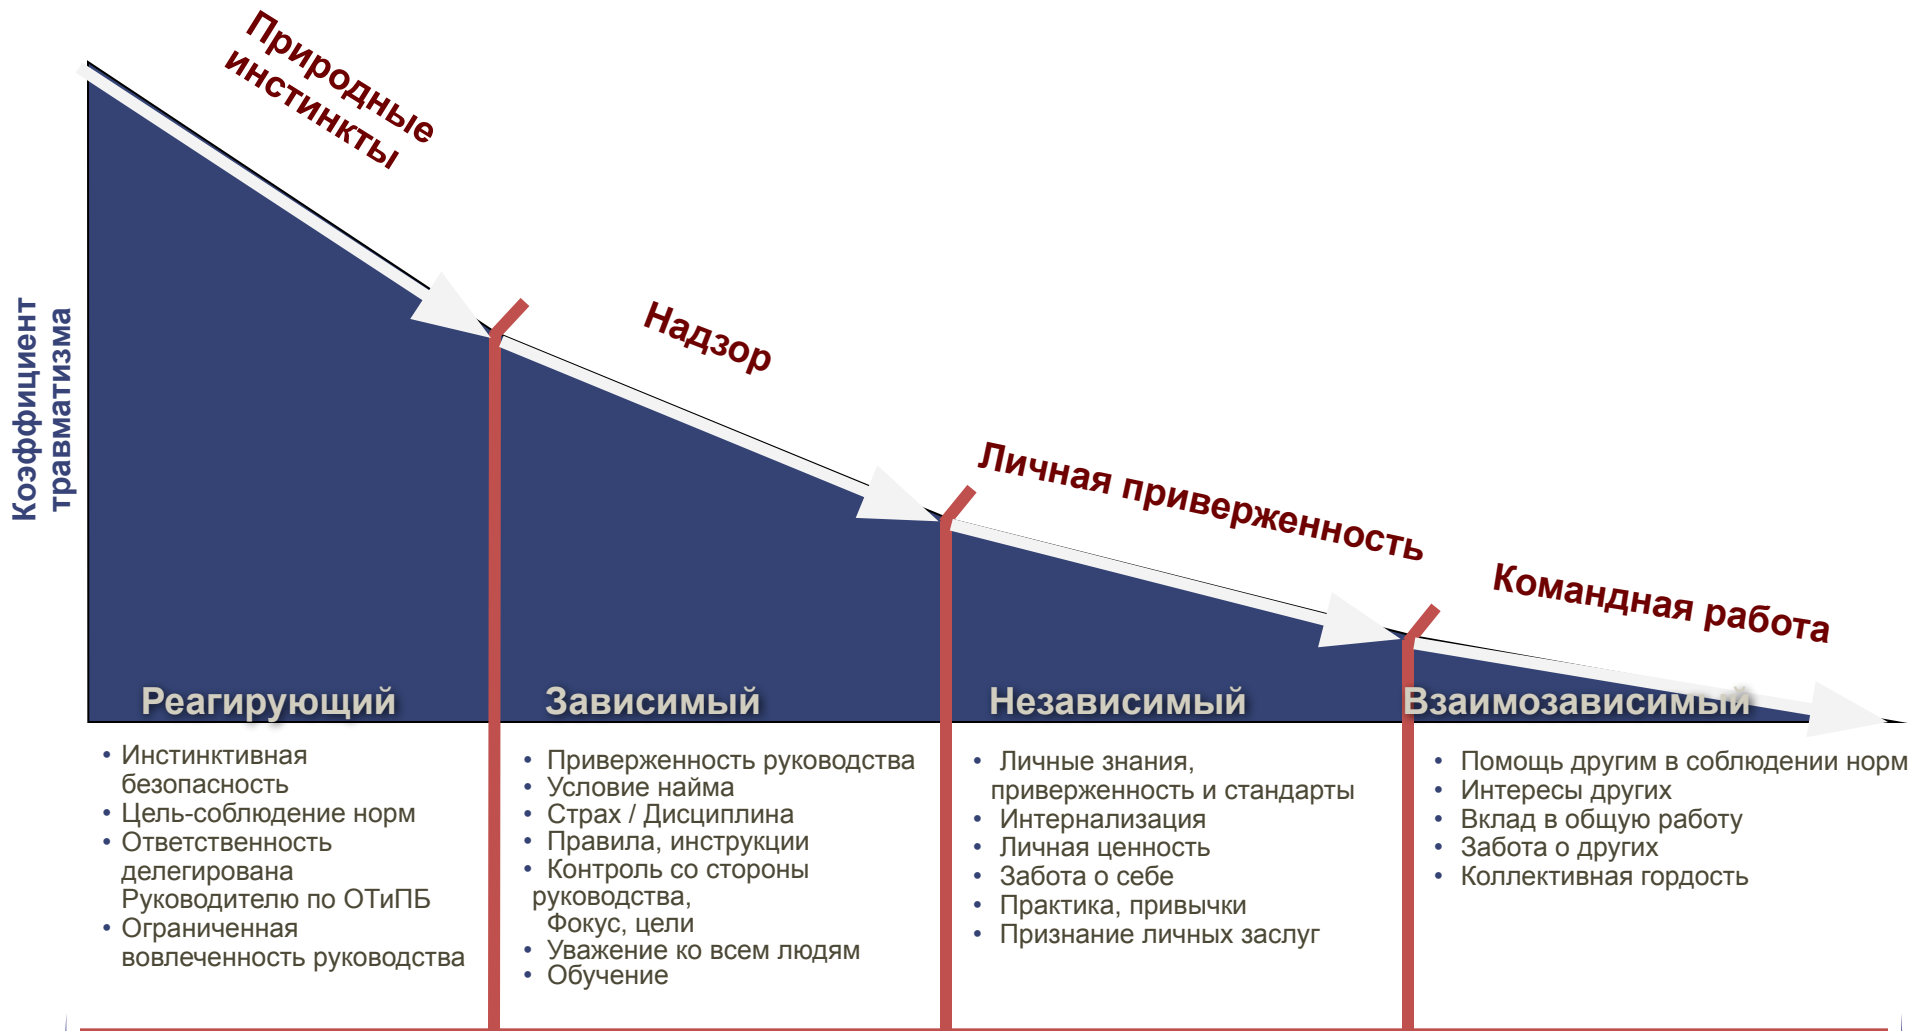 Природные
инстинкты
Надзор
Личная приверженность
Командная работа
Коэффициент
травматизма
Реагирующий
Зависимый
Независимый
Взаимозависимый
• Инстинктивная
безопасность
• Цель-соблюдение норм
• Ответственность
делегирована
Руководителю по ОТиПБ
• Ограниченная
вовлеченность руководства
• Приверженность руководства
• Условие найма
• Страх / Дисциплина
• Правила, инструкции
• Контроль со стороны
руководства,
Фокус, цели
• Уважение ко всем людям
• Обучение
• Личные знания,
приверженность и стандарты
• Интернализация
• Личная ценность
• Забота о себе
• Практика, привычки
• Признание личных заслуг
• Помощь другим в соблюдении норм
• Интересы других
• Вклад в общую работу
• Забота о других
• Коллективная гордость